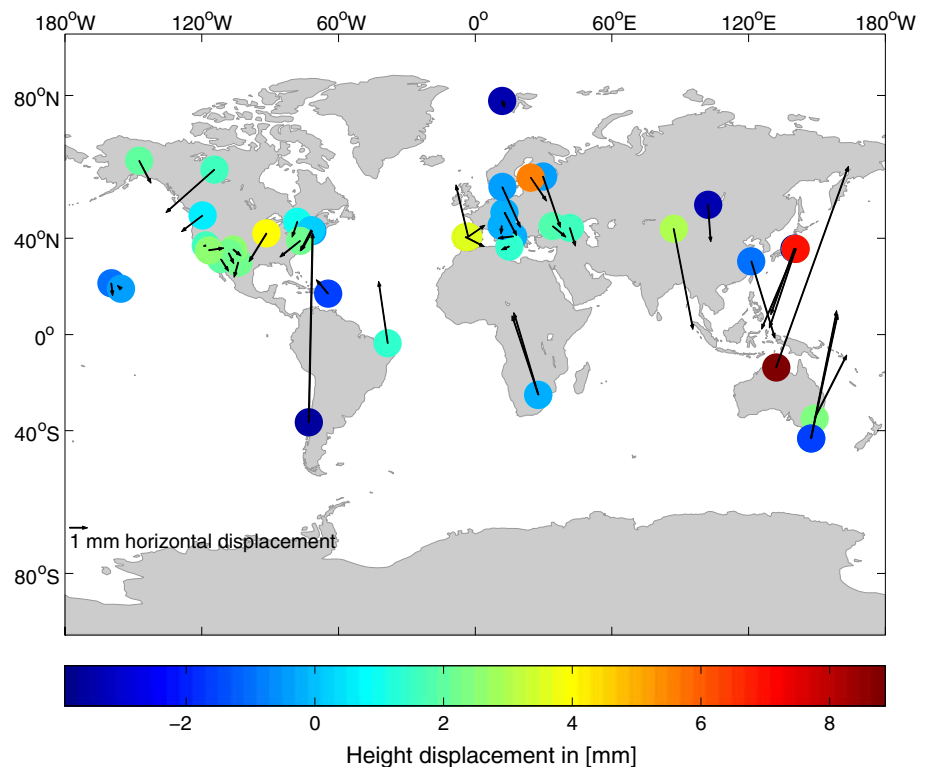 180°W 120°W 60°W 0° 60°E 120°E 180°W
80°N
40°N
0°
40°S
1 mm horizontal displacement
80°S
−2 0 2 4 6 8
Height displacement in [mm]